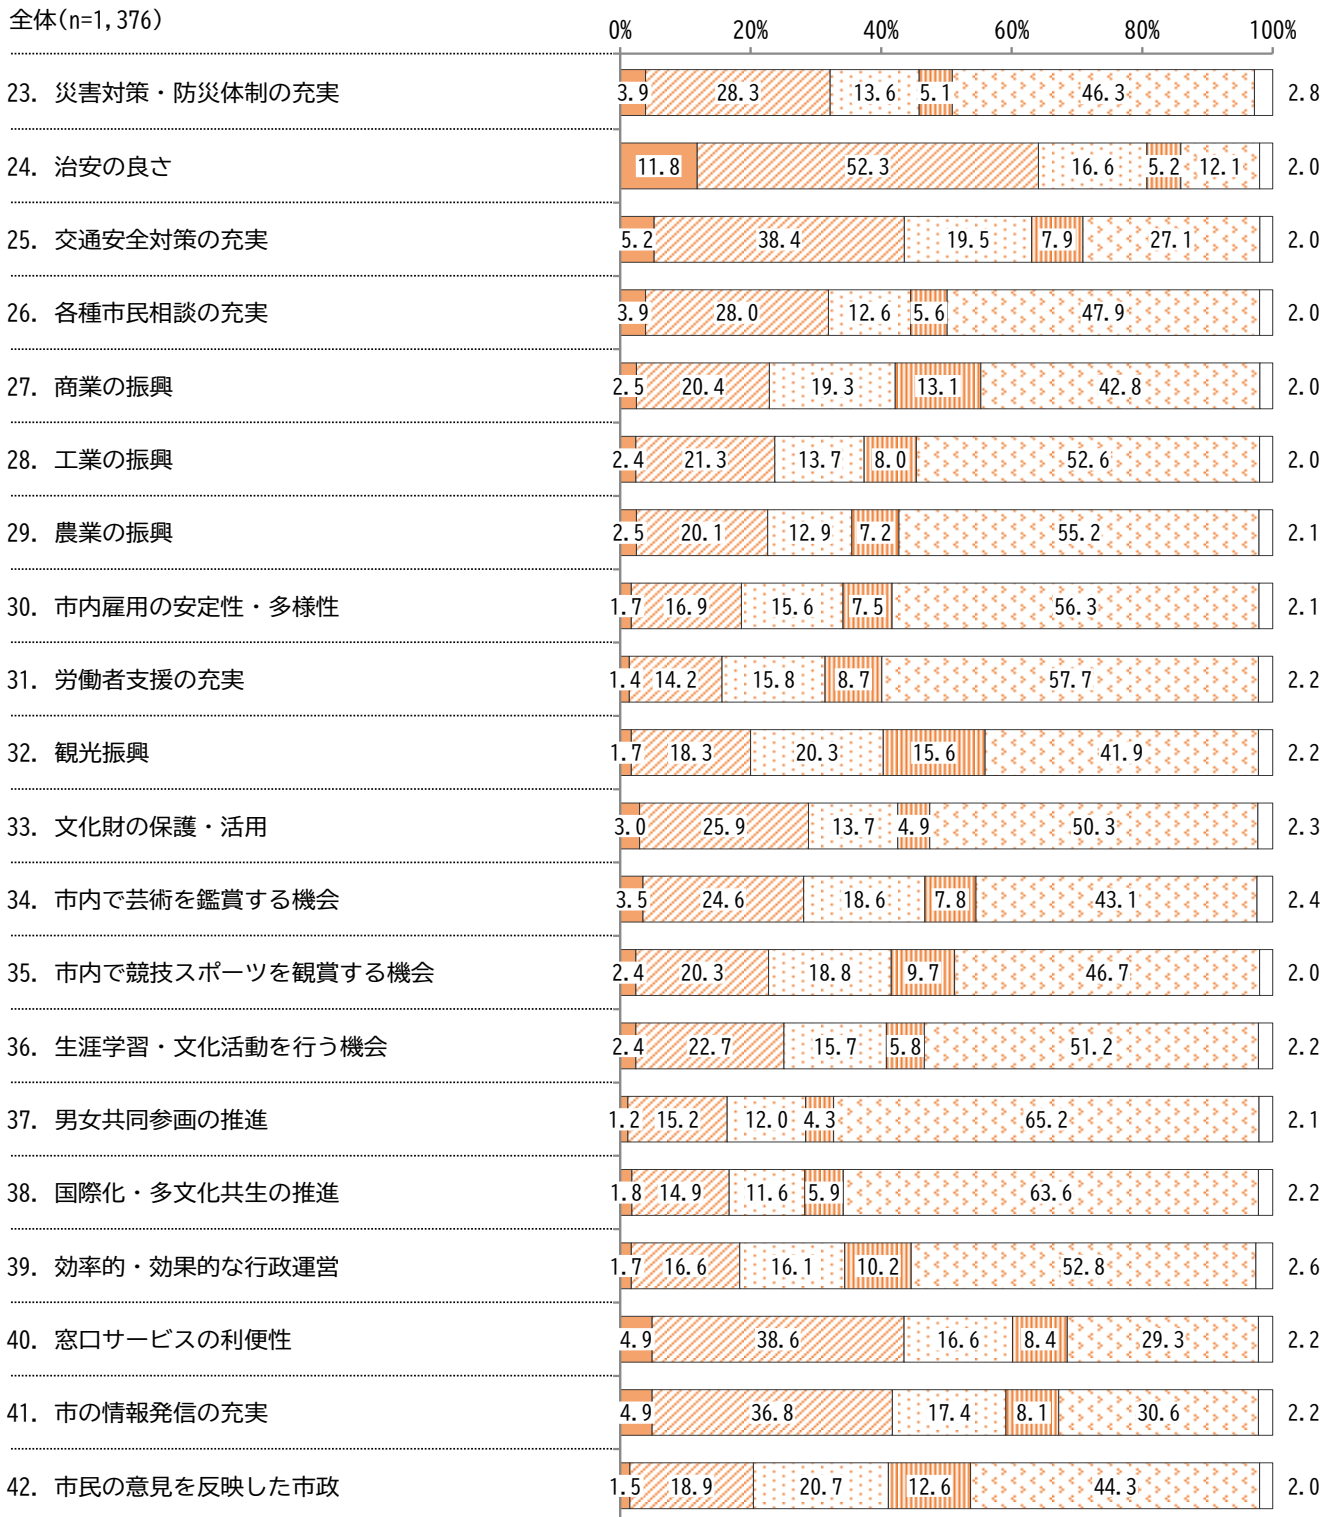 全体(n=1,376)
0% 20% 40% 60% 80% 100%
23. 災害対策・防災体制の充実 3.9 28.3 13.6 5.1 46.3 2.8
24. 治安の良さ 11.8 52.3 16.6 5.2 12.1 2.0
25. 交通安全対策の充実 5.2 38.4 19.5 7.9 27.1 2.0
26. 各種市民相談の充実 3.9 28.0 12.6 5.6 47.9 2.0
27. 商業の振興 2.5 20.4 19.3 13.1 42.8 2.0
28. 工業の振興 2.4 21.3 13.7 8.0 52.6 2.0
29. 農業の振興 2.5 20.1 12.9 7.2 55.2 2.1
30. 市内雇用の安定性・多様性 1.7 16.9 15.6 7.5 56.3 2.1
31. 労働者支援の充実 1.4 14.2 15.8 8.7 57.7 2.2
32. 観光振興 1.7 18.3 20.3 15.6 41.9 2.2
33. 文化財の保護・活用 3.0 25.9 13.7 4.9 50.3 2.3
34. 市内で芸術を鑑賞する機会 3.5 24.6 18.6 7.8 43.1 2.4
35. 市内で競技スポーツを観賞する機会 2.4 20.3 18.8 9.7 46.7 2.0
36. 生涯学習・文化活動を行う機会 2.4 22.7 15.7 5.8 51.2 2.2
37. 男女共同参画の推進 1.2 15.2 12.0 4.3 65.2 2.1
38. 国際化・多文化共生の推進 1.8 14.9 11.6 5.9 63.6 2.2
39. 効率的・効果的な行政運営 1.7 16.6 16.1 10.2 52.8 2.6
40. 窓口サービスの利便性 4.9 38.6 16.6 8.4 29.3 2.2
41. 市の情報発信の充実 4.9 36.8 17.4 8.1 30.6 2.2
42. 市民の意見を反映した市政 1.5 18.9 20.7 12.6 44.3 2.0